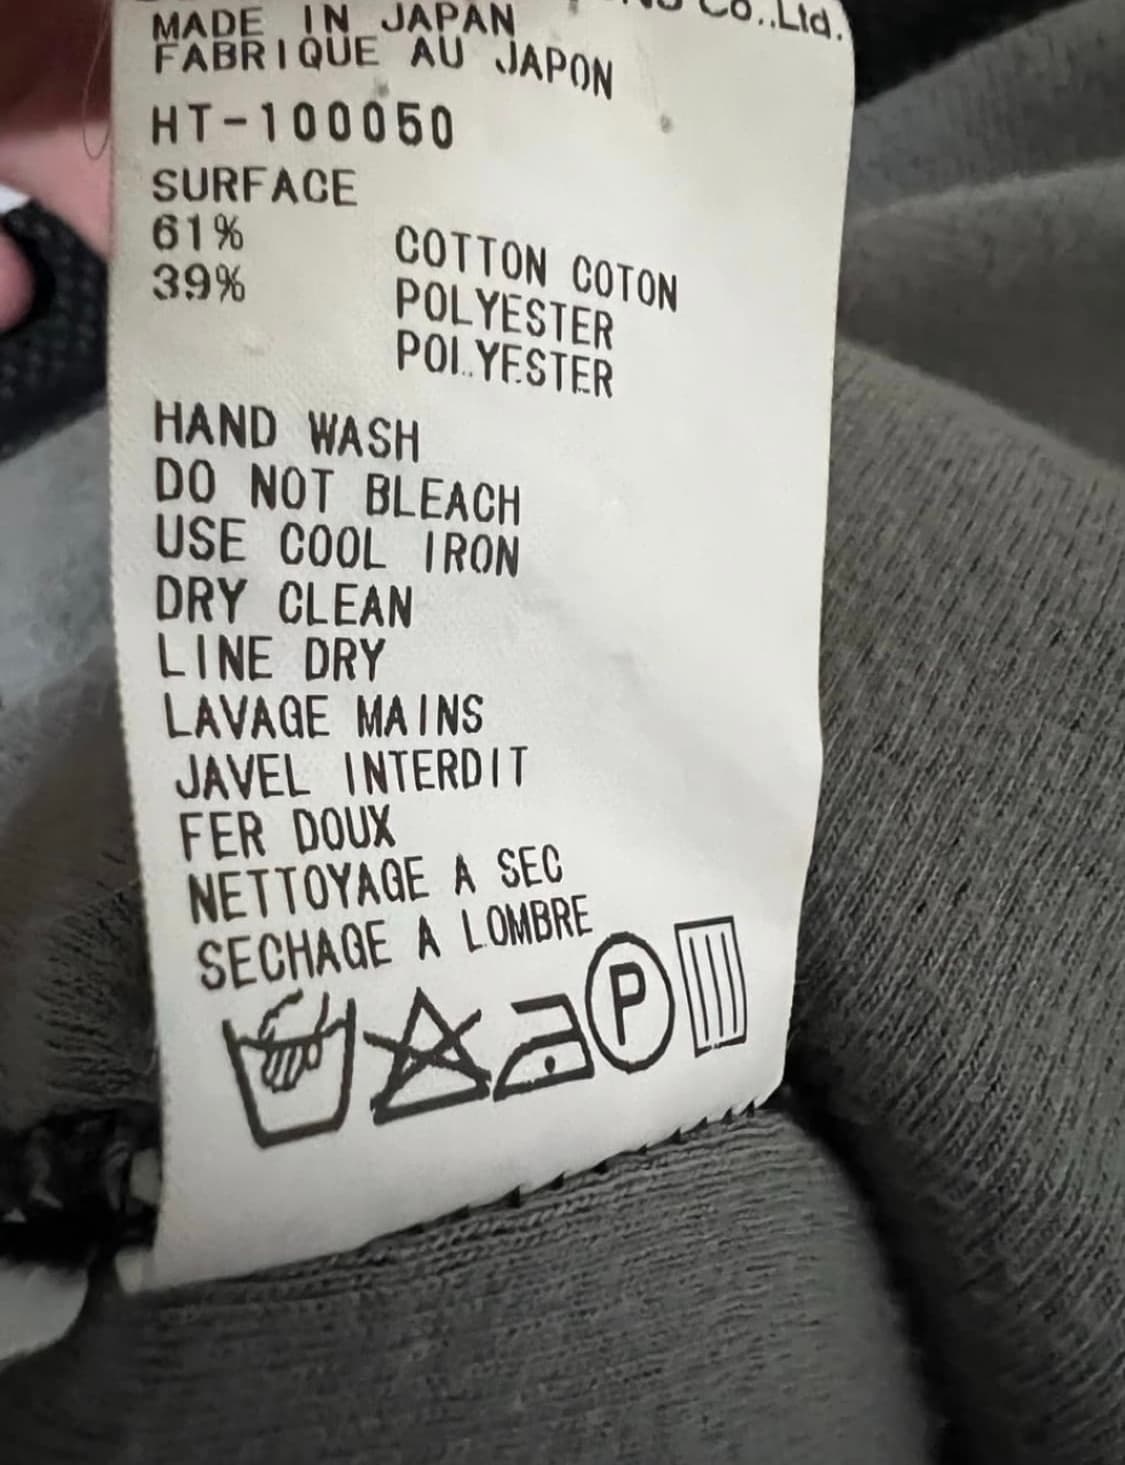 Co.,Ltd.
MADE IN JAPAN
FABRIQUE AU JAPON
HT-100050
SURFACE
61% COTTON COTON
39% POLYESTER
POLYESTER
HAND WASH
DO NOT BLEACH
USE COOL IRON
DRY CLEAN
LINE DRY
LAVAGE MAINS
JAVEL INTERDIT
FER DOUX
NETTOYAGE A SEC
SECHAGE A LOMBRE
P